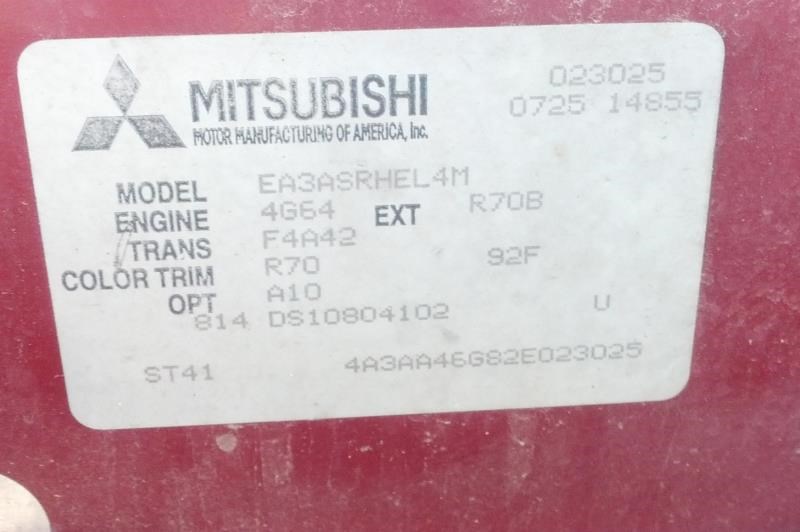 023025
MITSUBISHI 0725 14855
MOTOR MANUFACTURING OF AMERICA, Inc.
MODEL EA3ASRHEL4M
ENGINE 4G64 EXT R70B
TRANS F4A42
COLOR TRIM R70 92F
OPT A10
814 DS10804102 U
ST41 4A3AA46G82E023025